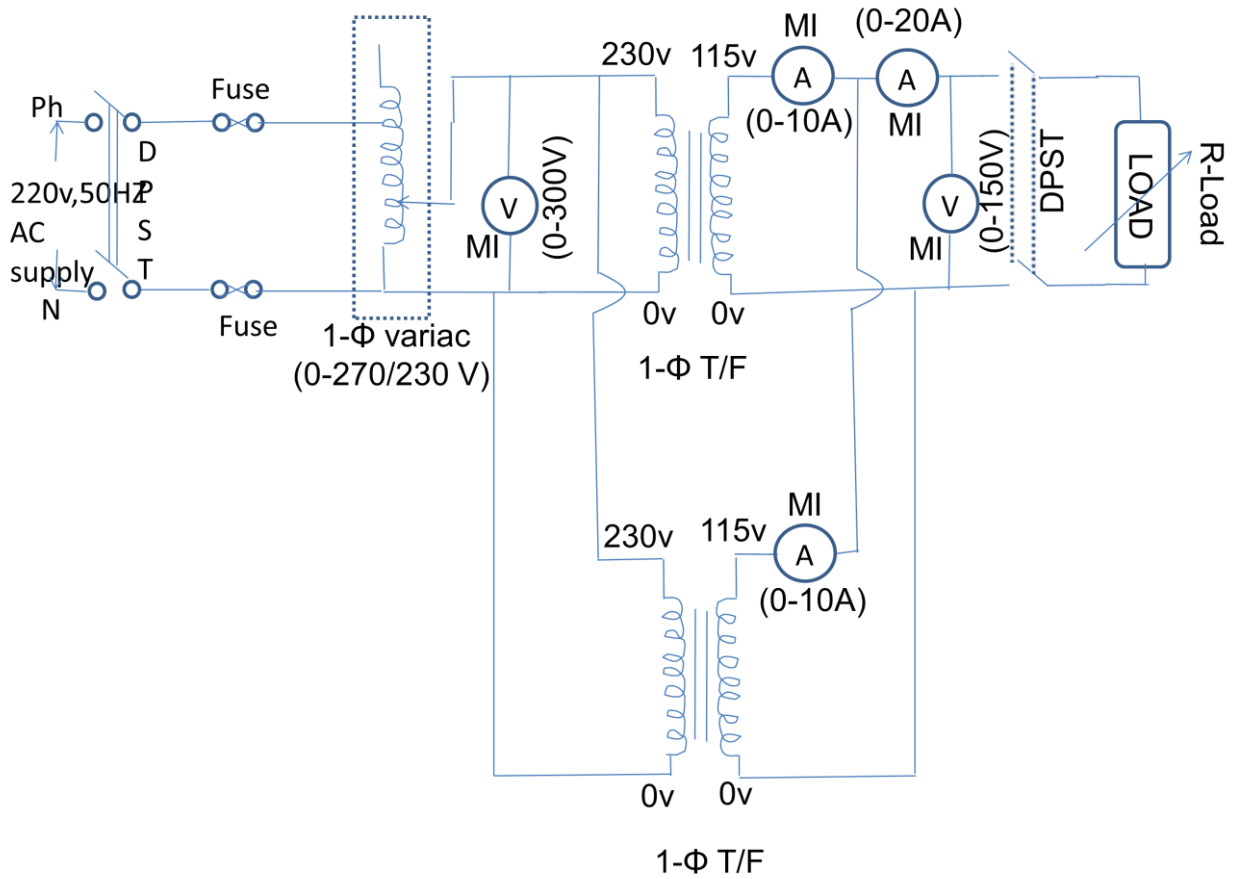 Ph
220v,50HZ
AC
supply
N
D
P
S
T
Fuse
Fuse
1-Φ variac
(0-270/230 V)
V
MI
(0-300V)
230v
115v
0v
0v
1-Φ T/F
MI
A
(0-10A)
(0-20A)
A
MI
V
MI
(0-150V)
DPST
LOAD
R-Load
230v
115v
MI
A
(0-10A)
0v
0v
1-Φ T/F